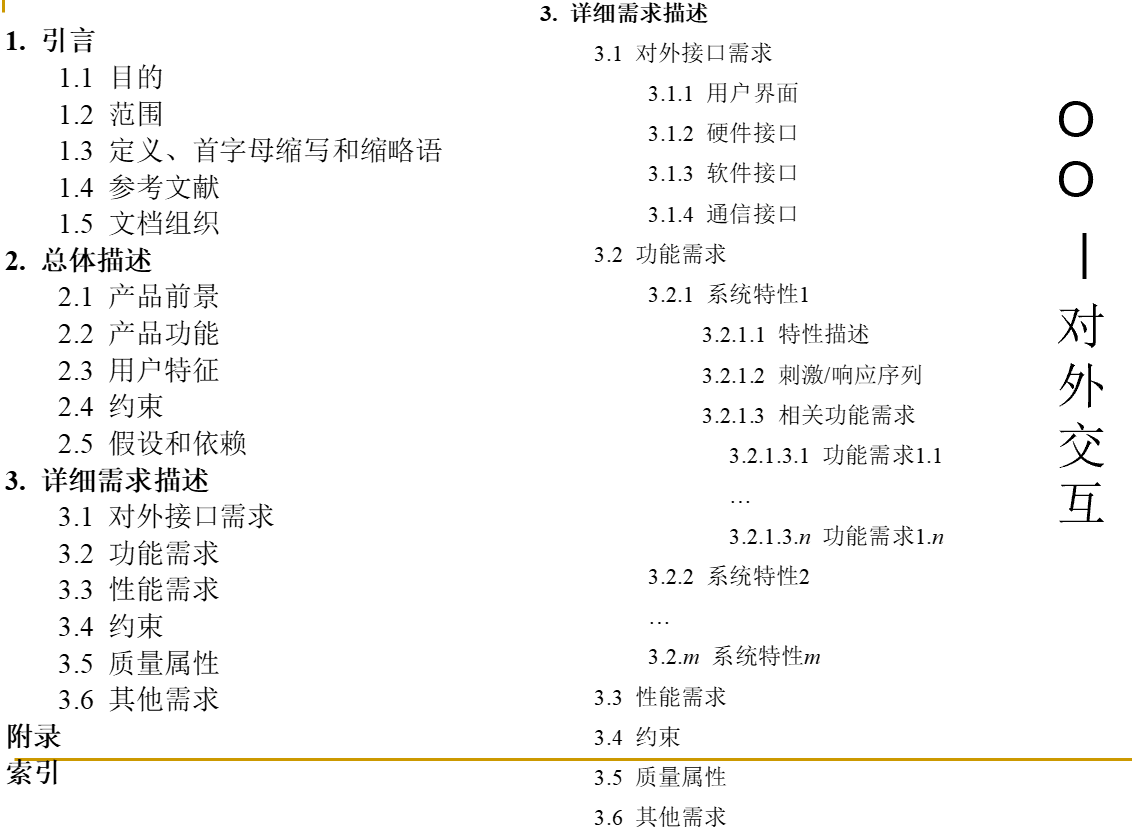 1. 引言
1.1 目的
1.2 范围
1.3 定义、首字母缩写和缩略语
1.4 参考文献
1.5 文档组织
2. 总体描述
2.1 产品前景
2.2 产品功能
2.3 用户特征
2.4 约束
2.5 假设和依赖
3. 详细需求描述
3.1 对外接口需求
3.2 功能需求
3.3 性能需求
3.4 约束
3.5 质量属性
3.6 其他需求
附录
索引
3. 详细需求描述
3.1 对外接口需求
3.1.1 用户界面
3.1.2 硬件接口
3.1.3 软件接口
3.1.4 通信接口
3.2 功能需求
3.2.1 系统特性1
3.2.1.1 特性描述
3.2.1.2 刺激/响应序列
3.2.1.3 相关功能需求
3.2.1.3.1 功能需求1.1
…
3.2.1.3.n 功能需求1.n
3.2.2 系统特性2
…
3.2.m 系统特性m
3.3 性能需求
3.4 约束
3.5 质量属性
3.6 其他需求
OO—对外交互